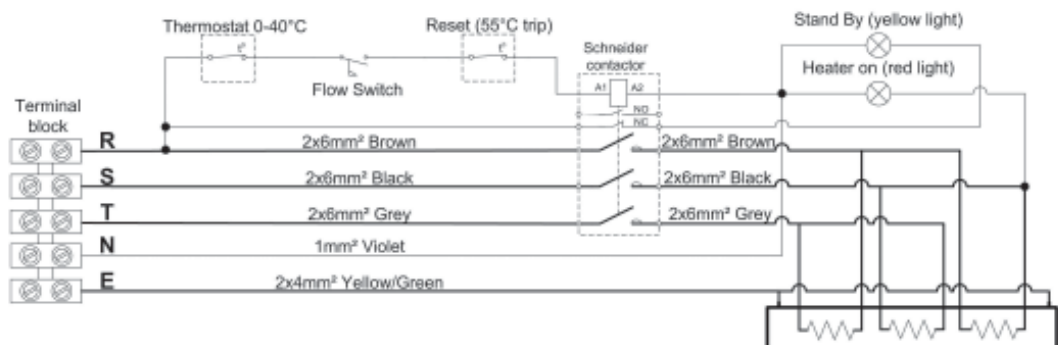 Thermostat 0-40°C
Reset (55°C trip)
Stand By (yellow light)
t°
t°
Schneider
contactor
Heater on (red light)
Flow Switch
A1
A2
Terminal
block
NO
NC
R
2x6mm² Brown
2x6mm² Brown
S
2x6mm² Black
2x6mm² Black
T
2x6mm² Grey
2x6mm² Grey
N
1mm² Violet
E
2x4mm² Yellow/Green